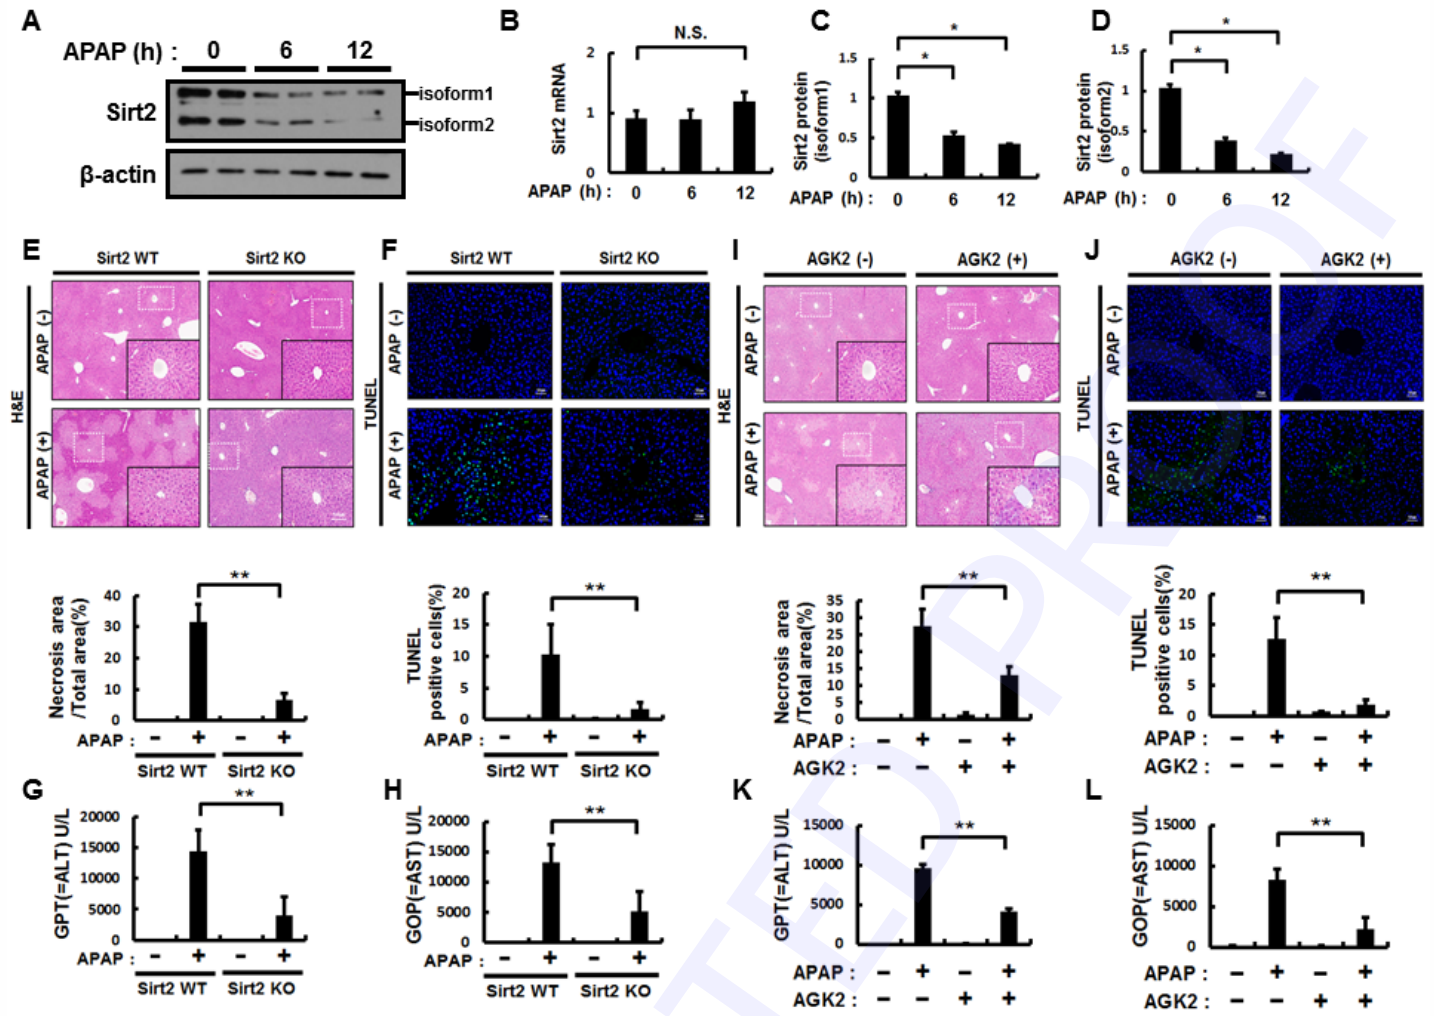 A
APAP (h) : 0 6 12
Sirt2
isoform1
isoform2
β-actin
B
N.S.
Sirt2 mRNA
2
1
0
APAP (h) : 0 6 12
C
*
*
Sirt2 protein
(isoform1)
1.5
1
0.5
0
APAP (h) : 0 6 12
D
*
*
Sirt2 protein
(isoform2)
1.5
1
0.5
0
APAP (h) : 0 6 12
E
Sirt2 WT Sirt2 KO
H&E
APAP (-)
APAP (+)
**
Necrosis area
/Total area(%)
40
30
20
10
0
APAP : − + − +
Sirt2 WT Sirt2 KO
F
Sirt2 WT Sirt2 KO
TUNEL
APAP (-)
APAP (+)
**
TUNEL
positive cells(%)
20
15
10
5
0
APAP : − + − +
Sirt2 WT Sirt2 KO
I
AGK2 (-) AGK2 (+)
H&E
APAP (-)
APAP (+)
**
Necrosis area
/Total area(%)
35
30
25
20
15
10
5
0
APAP : − + − +
AGK2 : − − + +
J
AGK2 (-) AGK2 (+)
TUNEL
APAP (-)
APAP (+)
**
TUNEL
positive cells(%)
20
15
10
5
0
APAP : − + − +
AGK2 : − − + +
G
**
GPT(=ALT) U/L
20000
15000
10000
5000
0
APAP : − + − +
Sirt2 WT Sirt2 KO
H
**
GOP(=AST) U/L
20000
15000
10000
5000
0
APAP : − + − +
Sirt2 WT Sirt2 KO
K
**
GPT(=ALT) U/L
15000
10000
5000
0
APAP : − + − +
AGK2 : − − + +
L
**
GOP(=AST) U/L
15000
10000
5000
0
APAP : − + − +
AGK2 : − − + +
TED PROOF